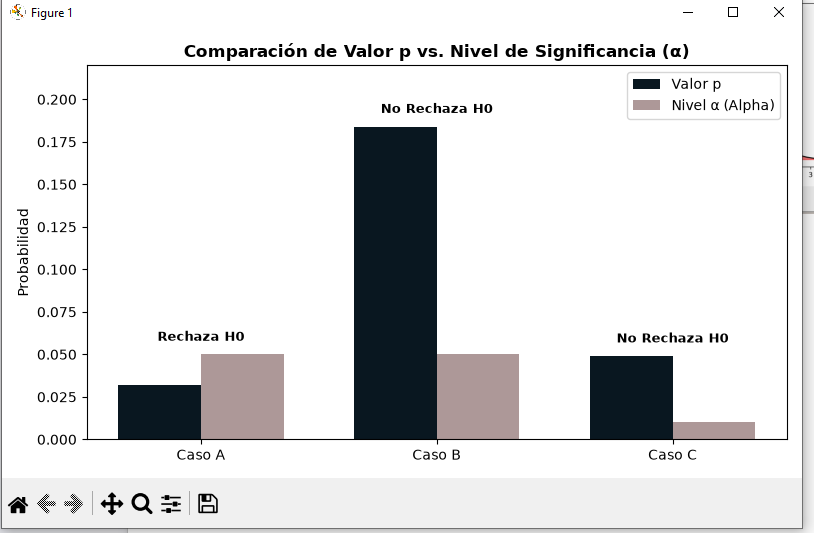 Figure 1
Comparación de Valor p vs. Nivel de Significancia (α)
Valor p
Nivel α (Alpha)
Probabilidad
0.200
0.175
0.150
0.125
0.100
0.075
0.050
0.025
0.000
Rechaza H0
No Rechaza H0
No Rechaza H0
Caso A
Caso B
Caso C
3